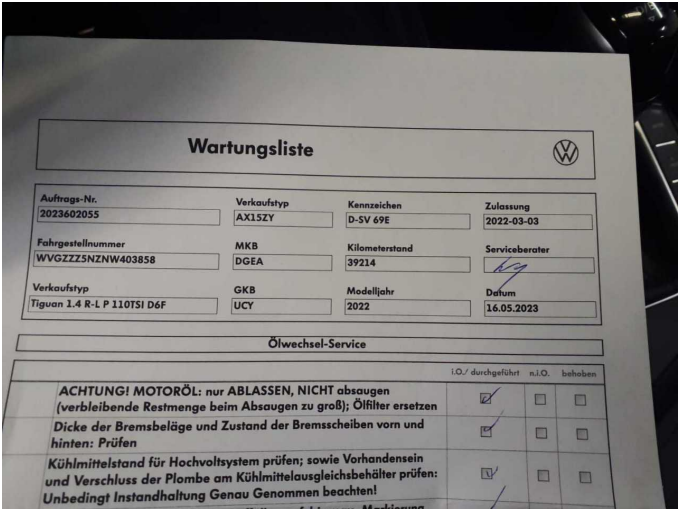 Wartungsliste
Auftrags-Nr. Verkaufstyp Kennzeichen Zulassung
2023602055 AX15ZY D-SV 69E 2022-03-03
Fahrgestellnummer MKB Kilometerstand Serviceberater
WVGZZZ5NZNW403858 DGEA 39214
Verkaufstyp GKB Modelljahr Datum
Tiguan 1.4 R-L P 110TSI D6F UCY 2022 16.05.2023
Ölwechsel-Service
i.O./ durchgeführt n.i.O. behoben
ACHTUNG! MOTORÖL: nur ABLASSEN, NICHT absaugen
(verbleibende Restmenge beim Absaugen zu groß); Ölfilter ersetzen
Dicke der Bremsbeläge und Zustand der Bremsscheiben vorn und
hinten: Prüfen
Kühlmittelstand für Hochvoltsystem prüfen; sowie Vorhandensein
und Verschluss der Plombe am Kühlmittelausgleichsbehälter prüfen:
Unbedingt Instandhaltung Genau Genommen beachten!